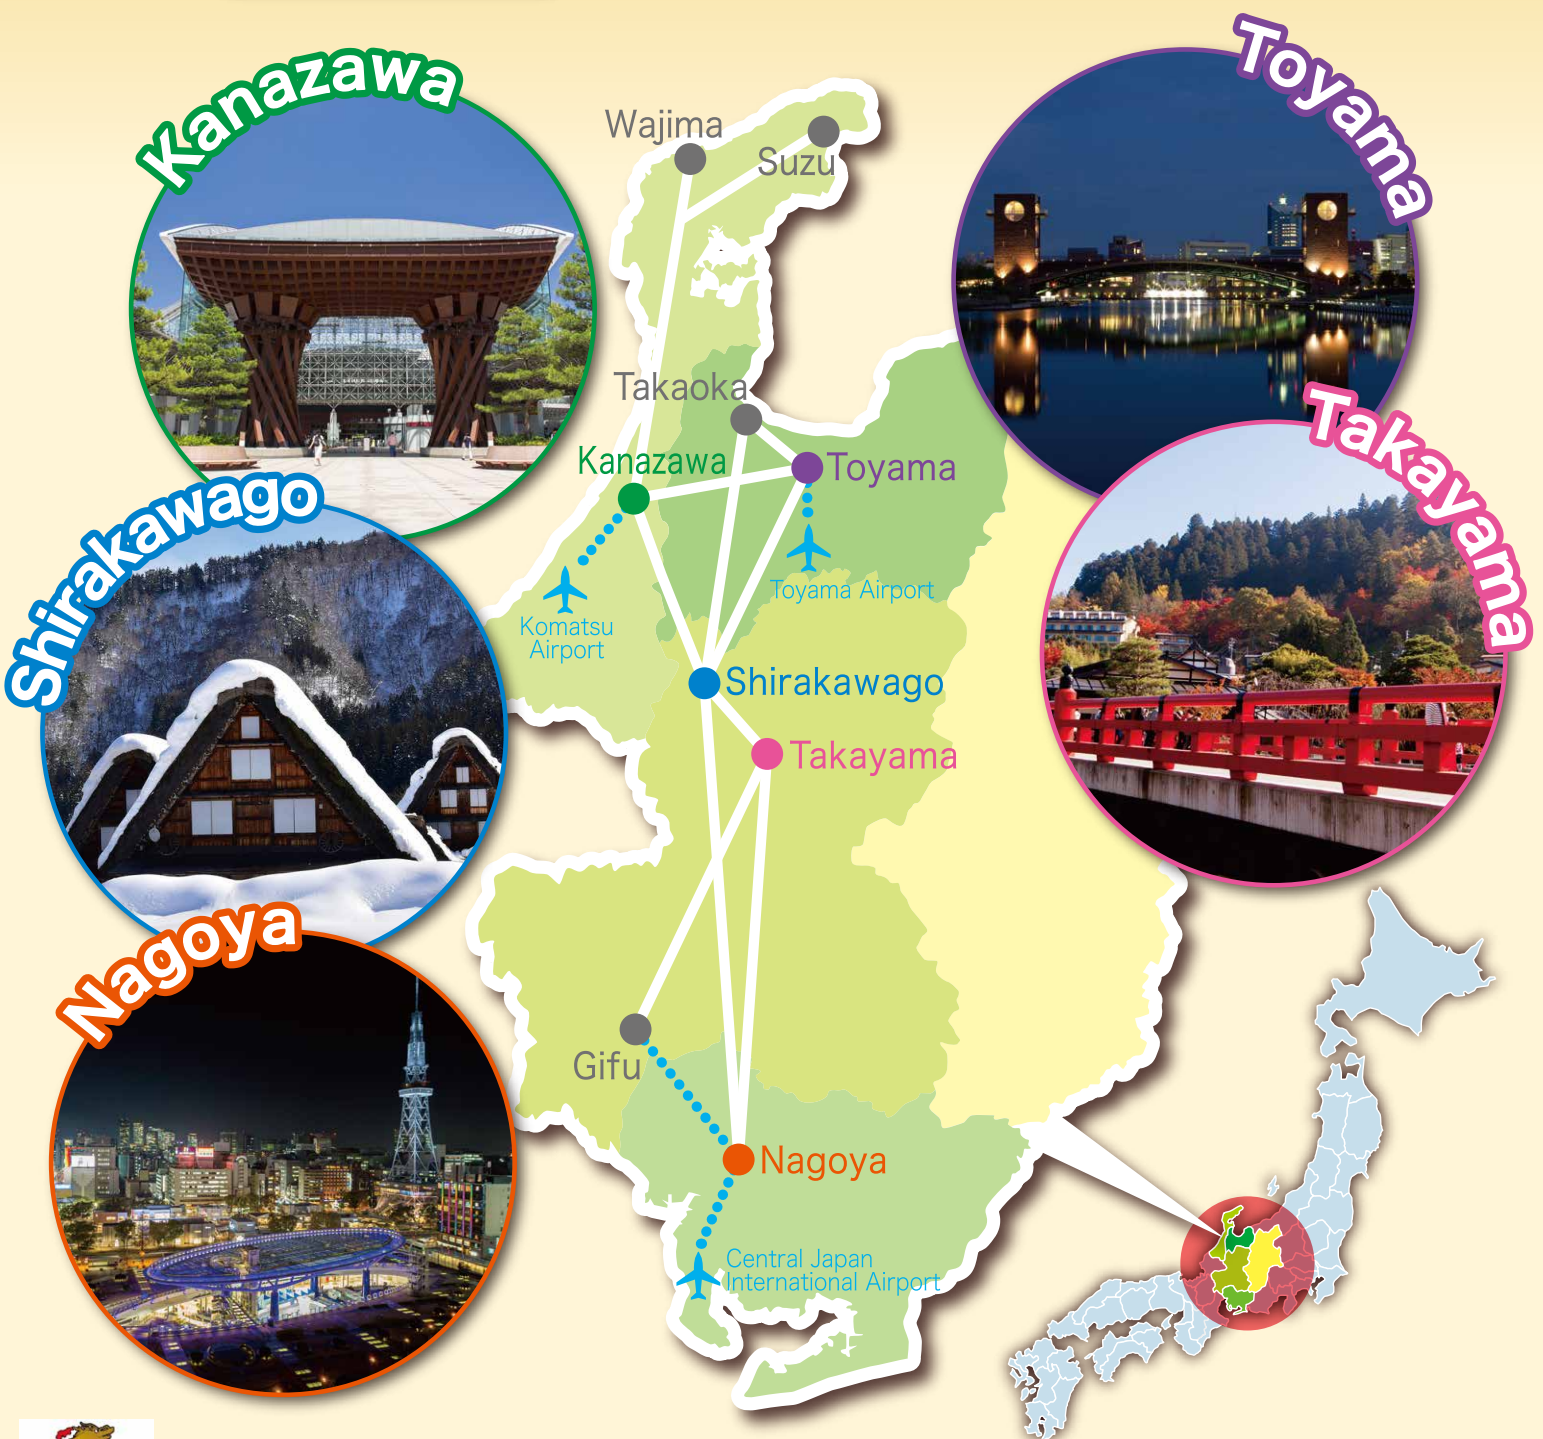 Kanazawa
Toyama
Wajima
Suzu
Takaoka
Kanazawa
Toyama
Takayama
Shirakawago
Toyama Airport
Komatsu
Airport
Shirakawago
Takayama
Nagoya
Gifu
Nagoya
Central Japan
International Airport